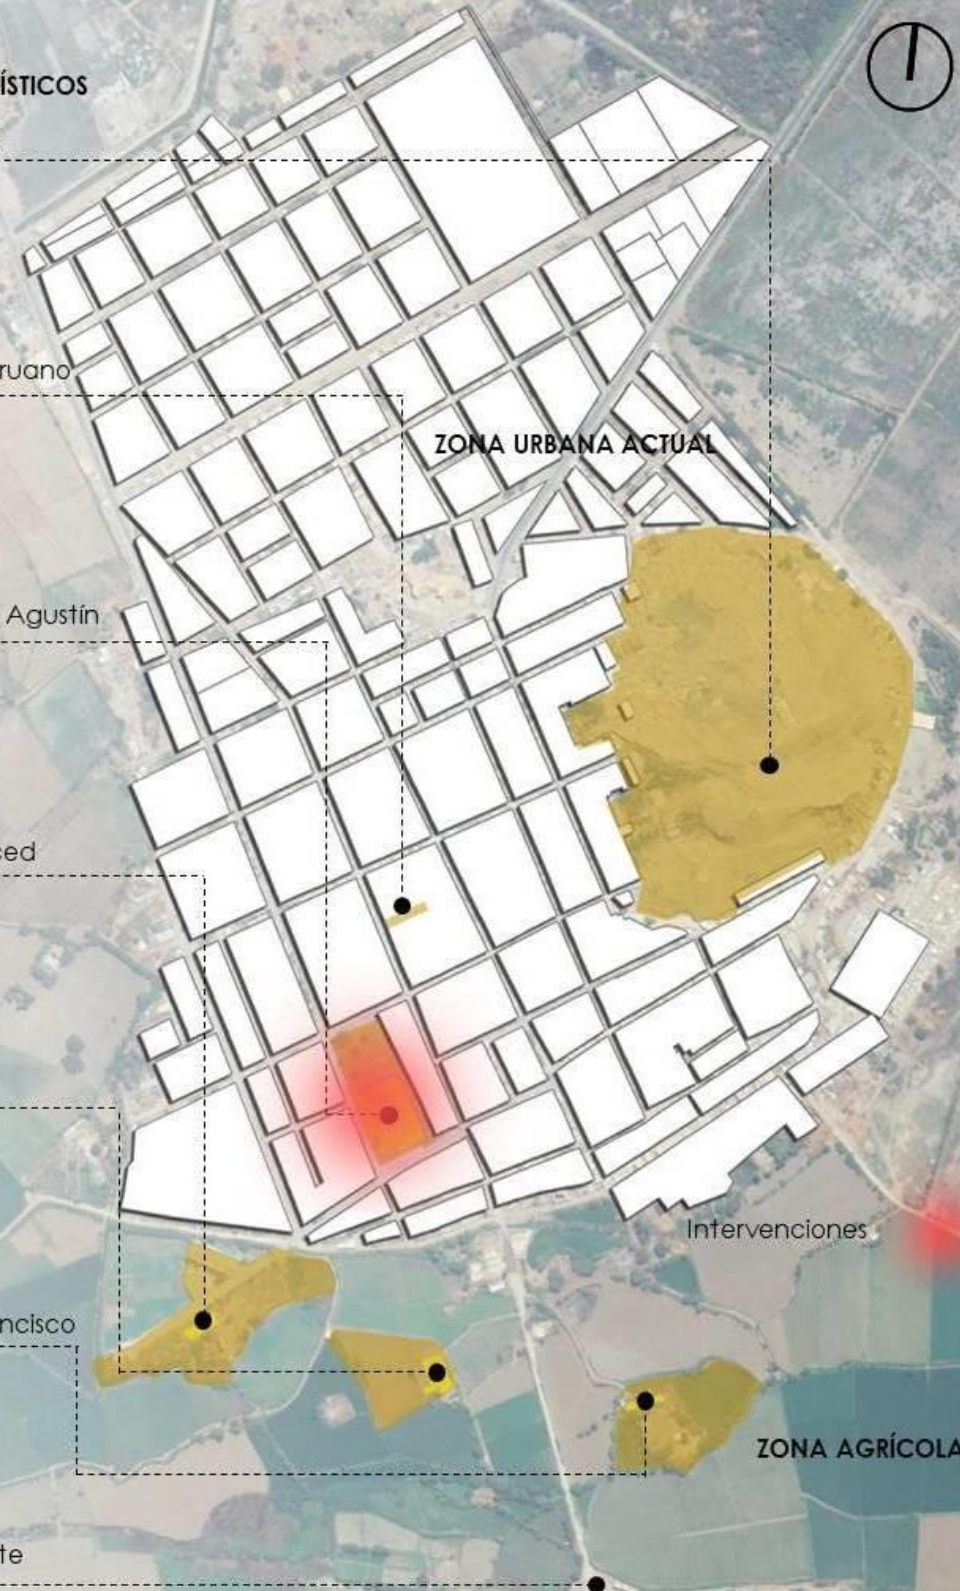 ÍSTICOS
ruano
ZONA URBANA ACTUAL
Agustín
ced
Intervenciones
ncisco
ZONA AGRÍCOLA
te